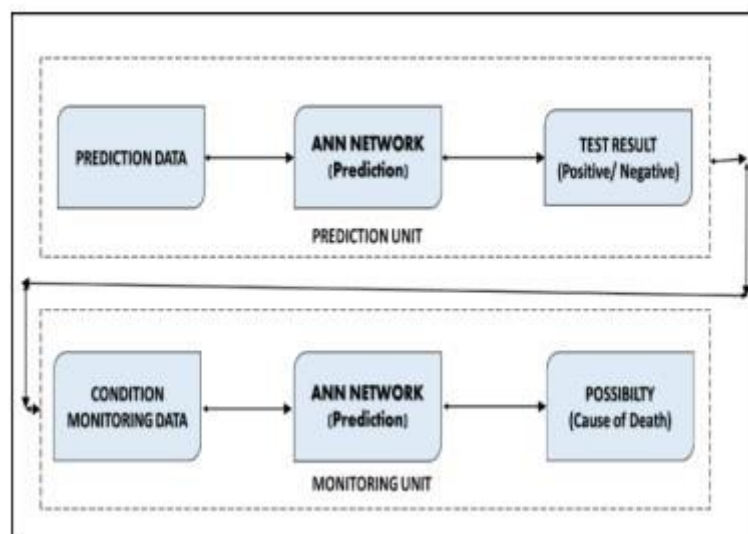 PREDICTION DATA
ANN NETWORK
(Prediction)
TEST RESULT
(Positive/ Negative)
PREDICTION UNIT
CONDITION
MONITORING DATA
ANN NETWORK
(Prediction)
POSSIBILTY
(Cause of Death)
MONITORING UNIT